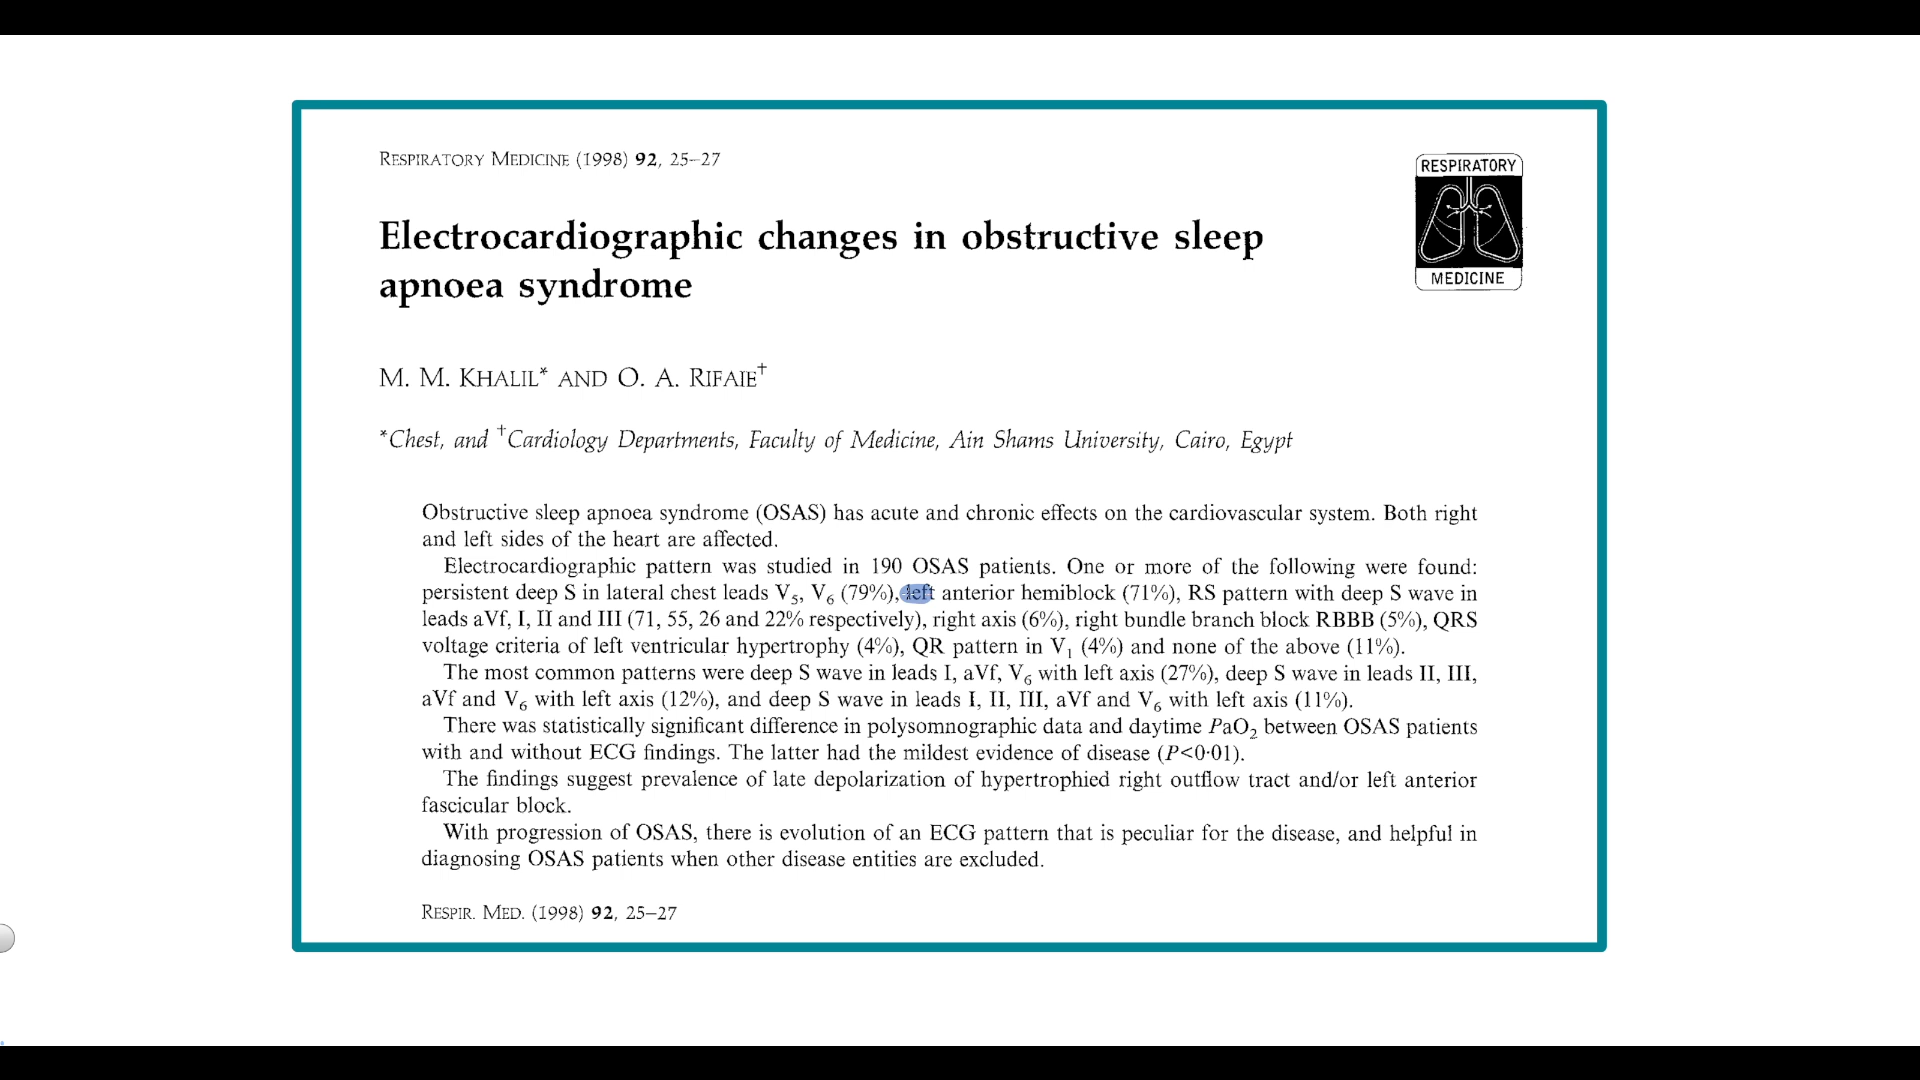 RESPIRATORY MEDICINE (1998) 92, 25–27
RESPIRATORY
MEDICINE
Electrocardiographic changes in obstructive sleep
apnoea syndrome
M. M. KHALIL* AND O. A. RIFAIE†
*Chest, and †Cardiology Departments, Faculty of Medicine, Ain Shams University, Cairo, Egypt
Obstructive sleep apnoea syndrome (OSAS) has acute and chronic effects on the cardiovascular system. Both right
and left sides of the heart are affected.
Electrocardiographic pattern was studied in 190 OSAS patients. One or more of the following were found:
persistent deep S in lateral chest leads V5, V6 (79%), left anterior hemiblock (71%), RS pattern with deep S wave in
leads aVf, I, II and III (71, 55, 26 and 22% respectively), right axis (6%), right bundle branch block RBBB (5%), QRS
voltage criteria of left ventricular hypertrophy (4%), QR pattern in V1 (4%) and none of the above (11%).
The most common patterns were deep S wave in leads I, aVf, V6 with left axis (27%), deep S wave in leads II, III,
aVf and V6 with left axis (12%), and deep S wave in leads I, II, III, aVf and V6 with left axis (11%).
There was statistically significant difference in polysomnographic data and daytime PaO2 between OSAS patients
with and without ECG findings. The latter had the mildest evidence of disease (P<0·01).
The findings suggest prevalence of late depolarization of hypertrophied right outflow tract and/or left anterior
fascicular block.
With progression of OSAS, there is evolution of an ECG pattern that is peculiar for the disease, and helpful in
diagnosing OSAS patients when other disease entities are excluded.
RESPIR. MED. (1998) 92, 25–27